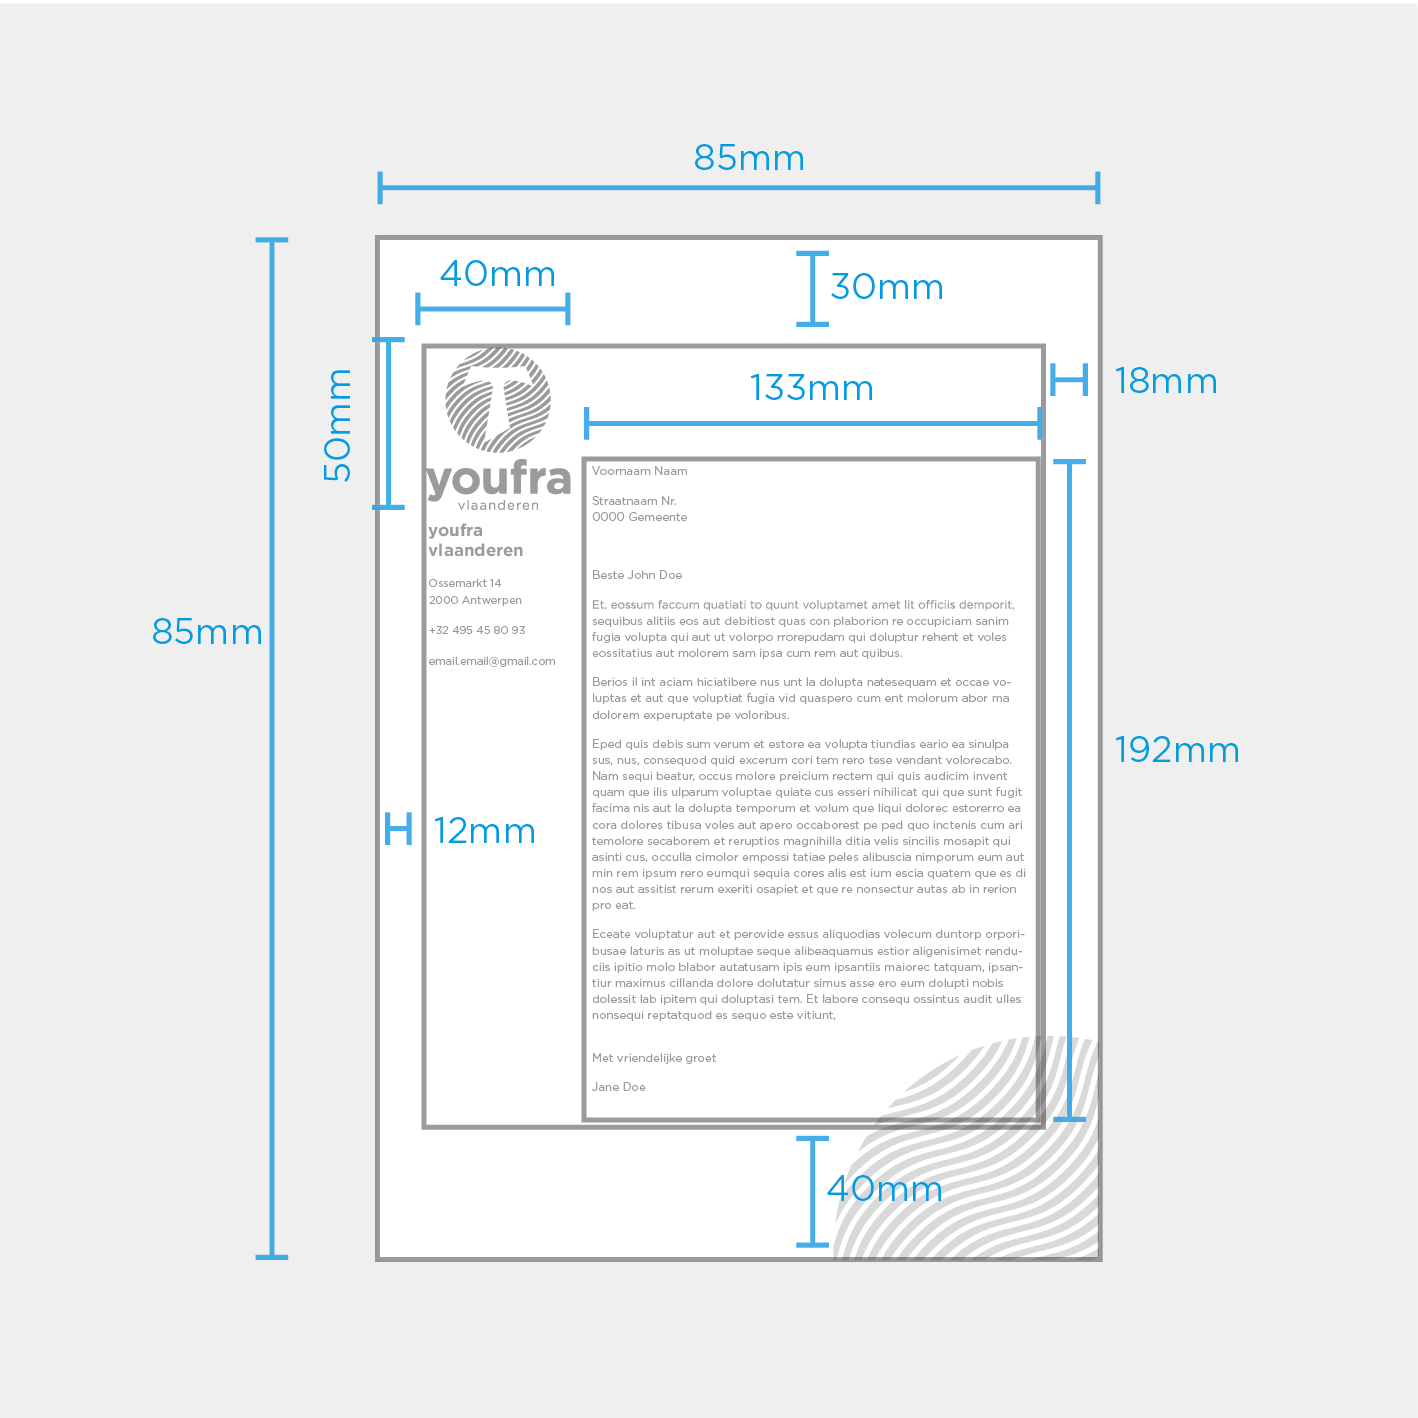 85mm
40mm
30mm
50mm
133mm
18mm
youfra
vlaanderen
youfra
vlaanderen
Ossemarkt 14
2000 Antwerpen
+32 495 45 80 93
email.email@gmail.com
85mm
12mm
Voornaam Naam
Straatnaam Nr.
0000 Gemeente
Beste John Doe
Et, eossum faccum quatiati to quunt voluptamet amet lit officiis demporit,
sequibus alitiis eos aut debitiost quas con plaborion re occupiciam sanim
fugia volupta qui aut ut volorpo rrorepudam qui doluptur rehent et voles
eossitatius aut molorem sam ipsa cum rem aut quibus.
Berios il int aciam hiciatibere nus unt la dolupta natesequam et occae vo-
luptas et aut que voluptiat fugia vid quaspero cum ent molorum abor ma
dolorem experuptate pe voloribus.
Eped quis debis sum verum et estore ea volupta tiundias eario ea sinulpa
sus, nus, consequod quid excerum cori tem rero tese vendant volorecabo.
Nam sequi beatur, occus molore preicium rectem qui quis audicim invent
quam que ilis ulparum voluptae quiate cus esseri nihilicat qui que sunt fugit
facima nis aut la dolupta temporum et volum que liqui dolorec estorerro ea
cora dolores tibusa voles aut apero occaborest pe ped quo inctenis cum ari
temolore secaborem et reruptios magnihilla ditia velis sincilis mosapit qui
asinti cus, occulla cimolor empossi tatiae peles alibuscia nimporum eum aut
min rem ipsum rero eumqui sequia cores alis est ium escia quatem que es di
nos aut assitist rerum exeriti osapiet et que re nonsectur autas ab in rerion
pro eat.
Eceate voluptatur aut et perovide essus aliquodias volecum duntorp orpori-
busae laturis as ut moluptae seque alibeaquamus estior aligenisimet rendu-
ciis ipitio molo blabor autatusam ipis eum ipsantiis maiorec tatquam, ipsan-
tiur maximus cillanda dolore dolutatur simus asse ero eum dolupti nobis
dolessit lab ipitem qui doluptasi tem. Et labore consequ ossintus audit ulles
nonsequi reptatquod es sequo este vitiunt,
Met vriendelijke groet
Jane Doe
192mm
40mm